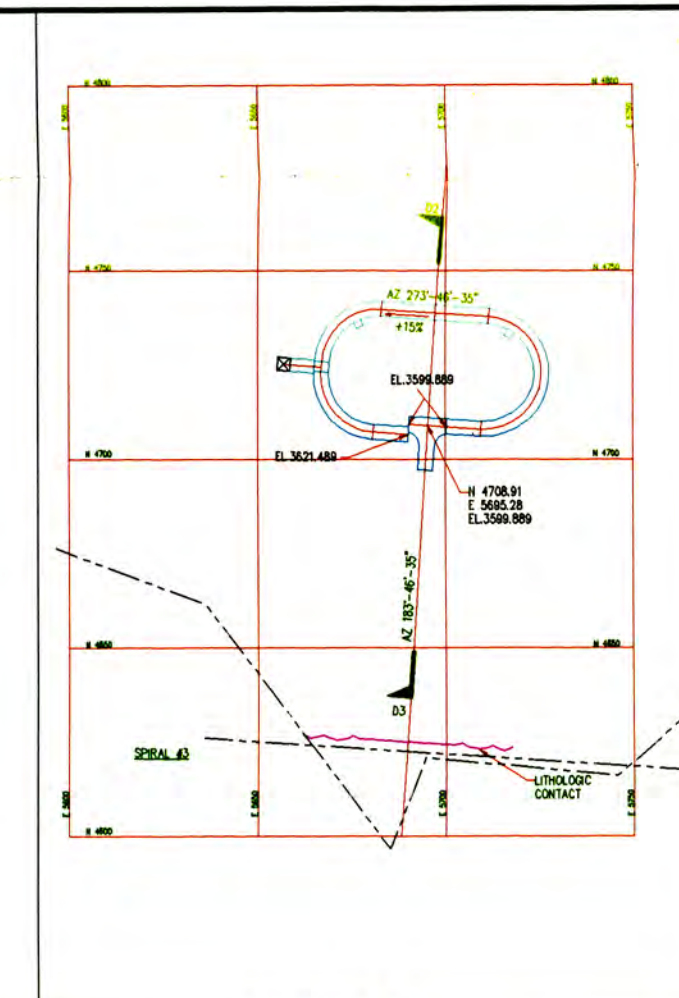 N 4800
N 4800
E 5600
E 5650
E 5700
E 5750
D2
N 4750
N 4750
AZ 273°-46'-35"
+15%
EL.3599.889
EL 3621.489
N 4700
N 4700
N 4708.91
E 5695.28
EL.3599.889
AZ 183°-46'-35"
N 4650
N 4650
D3
SPIRAL #3
LITHOLOGIC
CONTACT
E 5600
E 5700
E 5750
N 4600